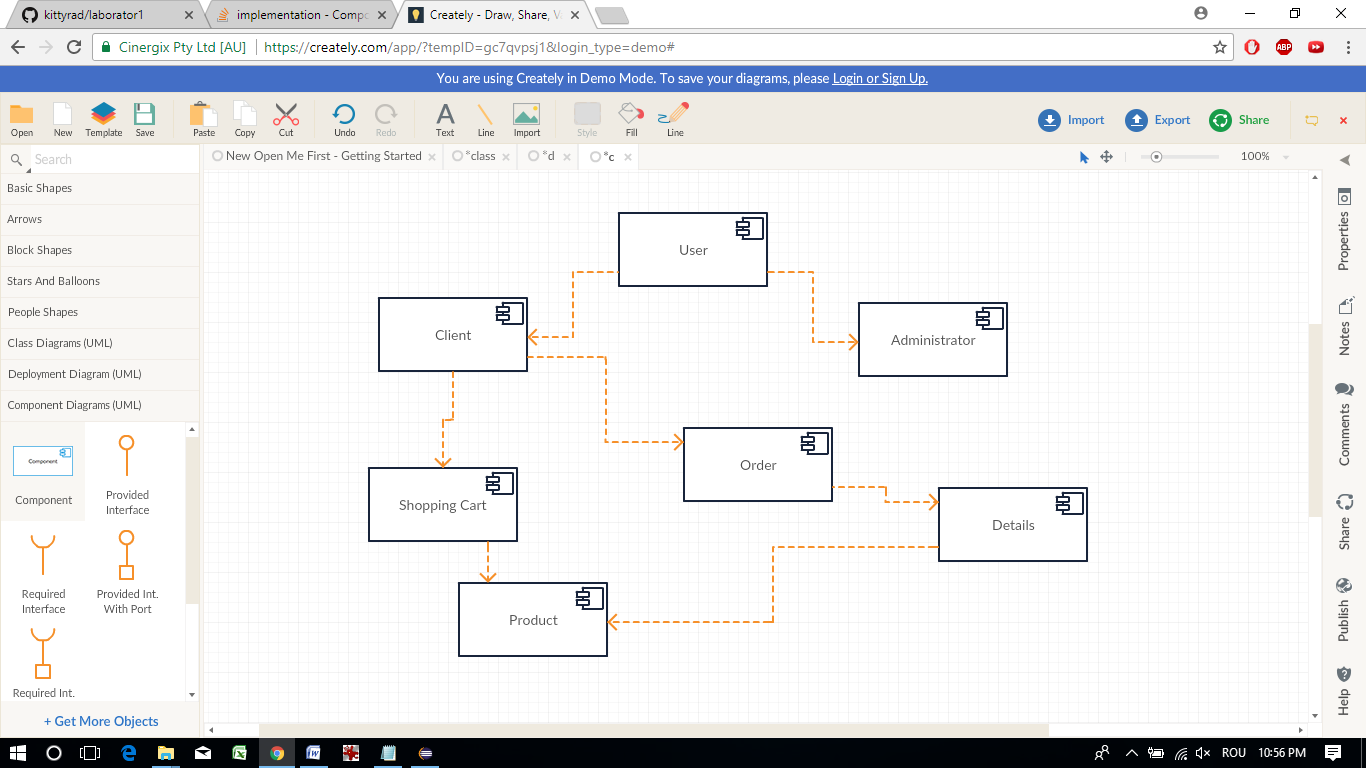 kittyrad/laborator1
implementation - Compo
Creately - Draw, Share, V
Cinergix Pty Ltd [AU]
https://creately.com/app/?tempID=gc7qvpsj1&login_type=demo#
ABP
You are using Creately in Demo Mode. To save your diagrams, please Login or Sign Up.
Open
New
Template
Save
Paste
Copy
Cut
Undo
Redo
Text
Line
Import
Style
Fill
Line
Import
Export
Share
Search
New Open Me First - Getting Started
*class
*d
*c
100%
Basic Shapes
Arrows
Block Shapes
Stars And Balloons
People Shapes
Class Diagrams (UML)
Deployment Diagram (UML)
Component Diagrams (UML)
Component
Component
Provided
Interface
Required
Interface
Provided Int.
With Port
Required Int.
+ Get More Objects
User
Client
Administrator
Order
Shopping Cart
Details
Product
Properties
Notes
Comments
Share
Publish
Help
ROU
10:56 PM